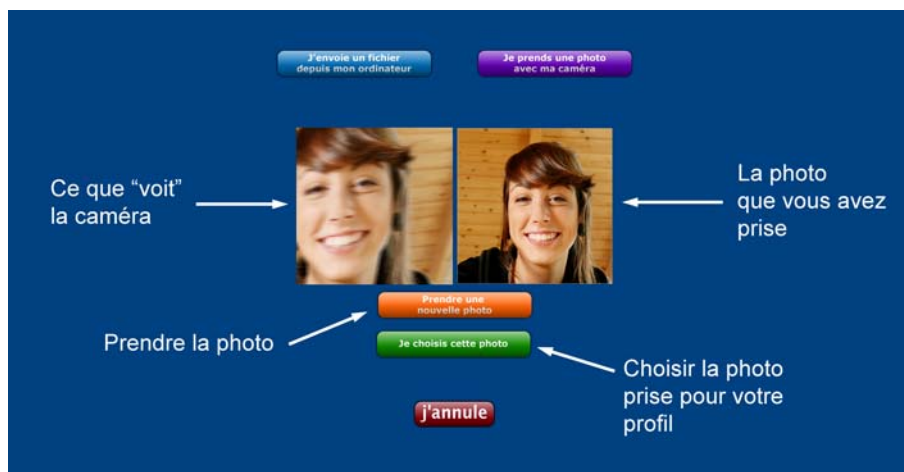 J'envoie un fichier
depuis mon ordinateur
Je prends une photo
avec ma caméra
Ce que “voit”
la caméra
La photo
que vous avez
prise
Prendre une
nouvelle photo
Prendre la photo
Je choisis cette photo
Choisir la photo
prise pour votre
profil
j'annule